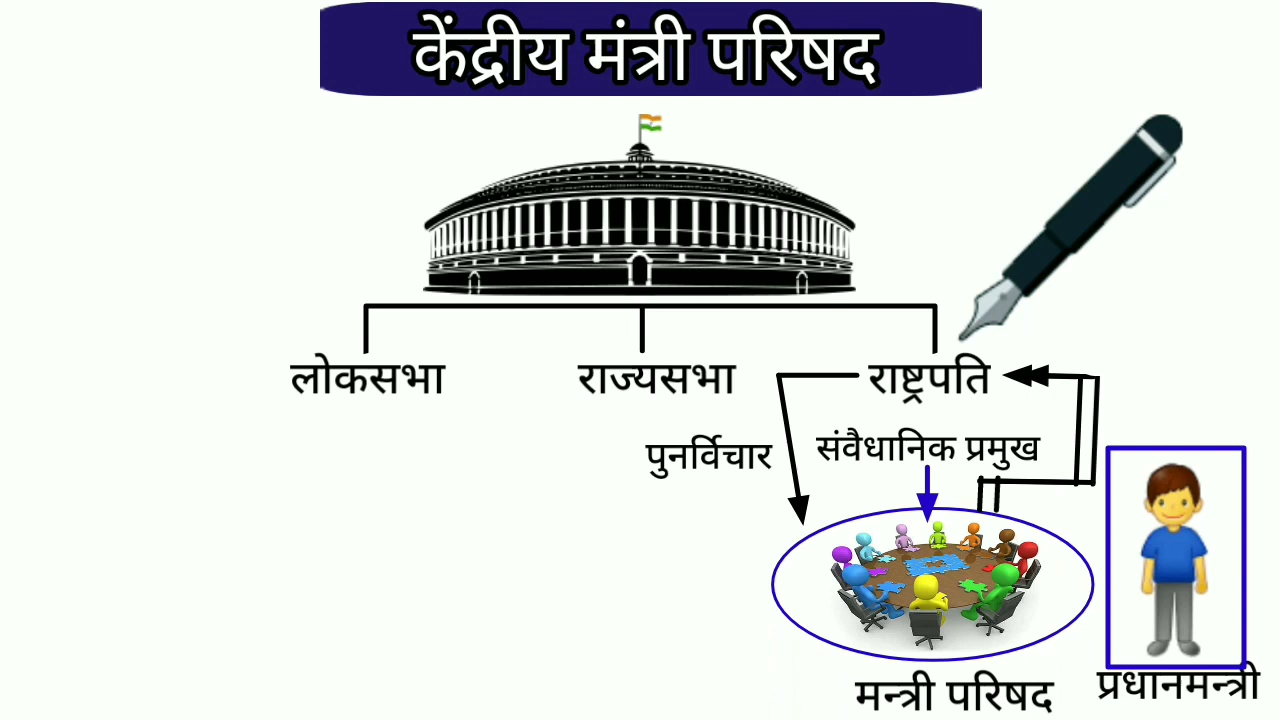 केंद्रीय मंत्री परिषद
लोकसभा
राज्यसभा
राष्ट्रपति
पुनर्विचार
संवैधानिक प्रमुख
मन्त्री परिषद
प्रधानमन्त्री